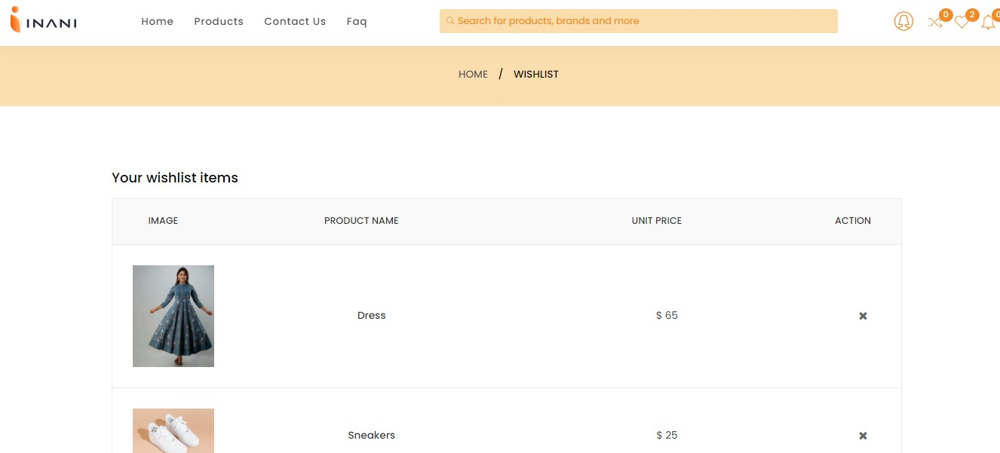 INANI
Home Products Contact Us Faq
Search for products, brands and more
0 2 0
HOME / WISHLIST
Your wishlist items
IMAGE PRODUCT NAME UNIT PRICE ACTION
Dress $ 65
Sneakers $ 25